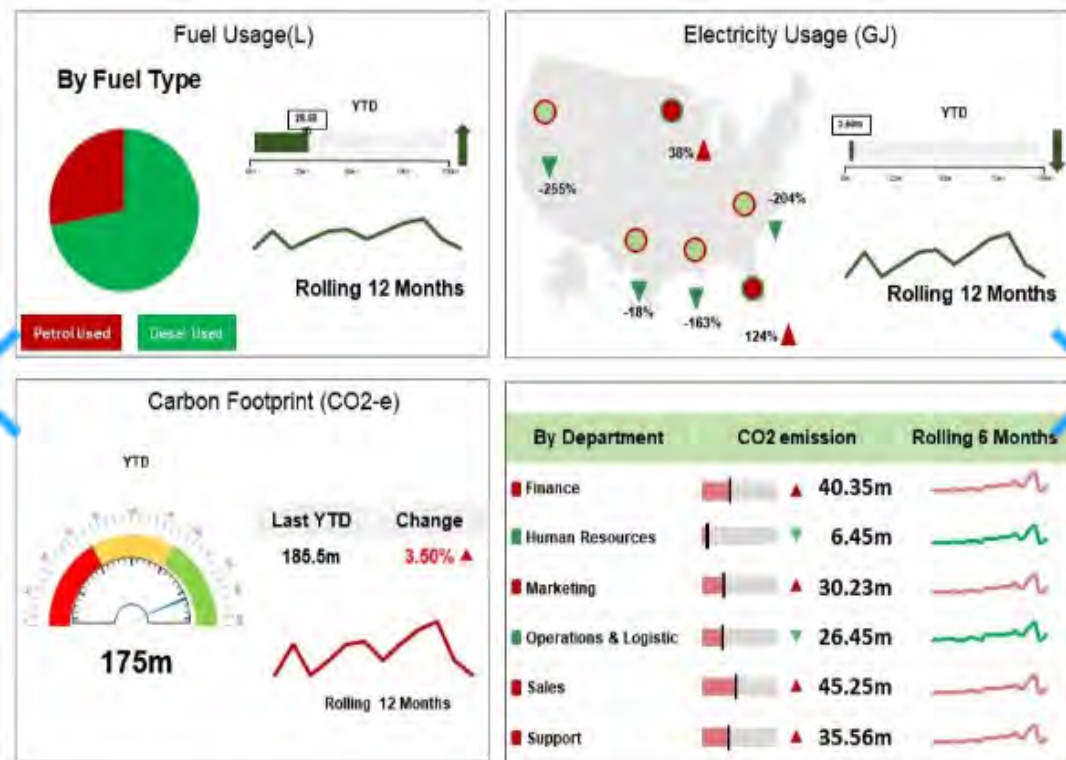 Fuel Usage(L)
By Fuel Type
YTD
Rolling 12 Months
Petrol Used
Diesel Used
Electricity Usage (GJ)
38%
-255%
-204%
-18%
-163%
124%
YTD
Rolling 12 Months
Carbon Footprint (CO2-e)
YTD
175m
Last YTD Change
185.5m 3.50%
Rolling 12 Months
By Department CO2 emission Rolling 6 Months
Finance 40.35m
Human Resources 6.45m
Marketing 30.23m
Operations & Logistic 26.45m
Sales 45.25m
Support 35.56m